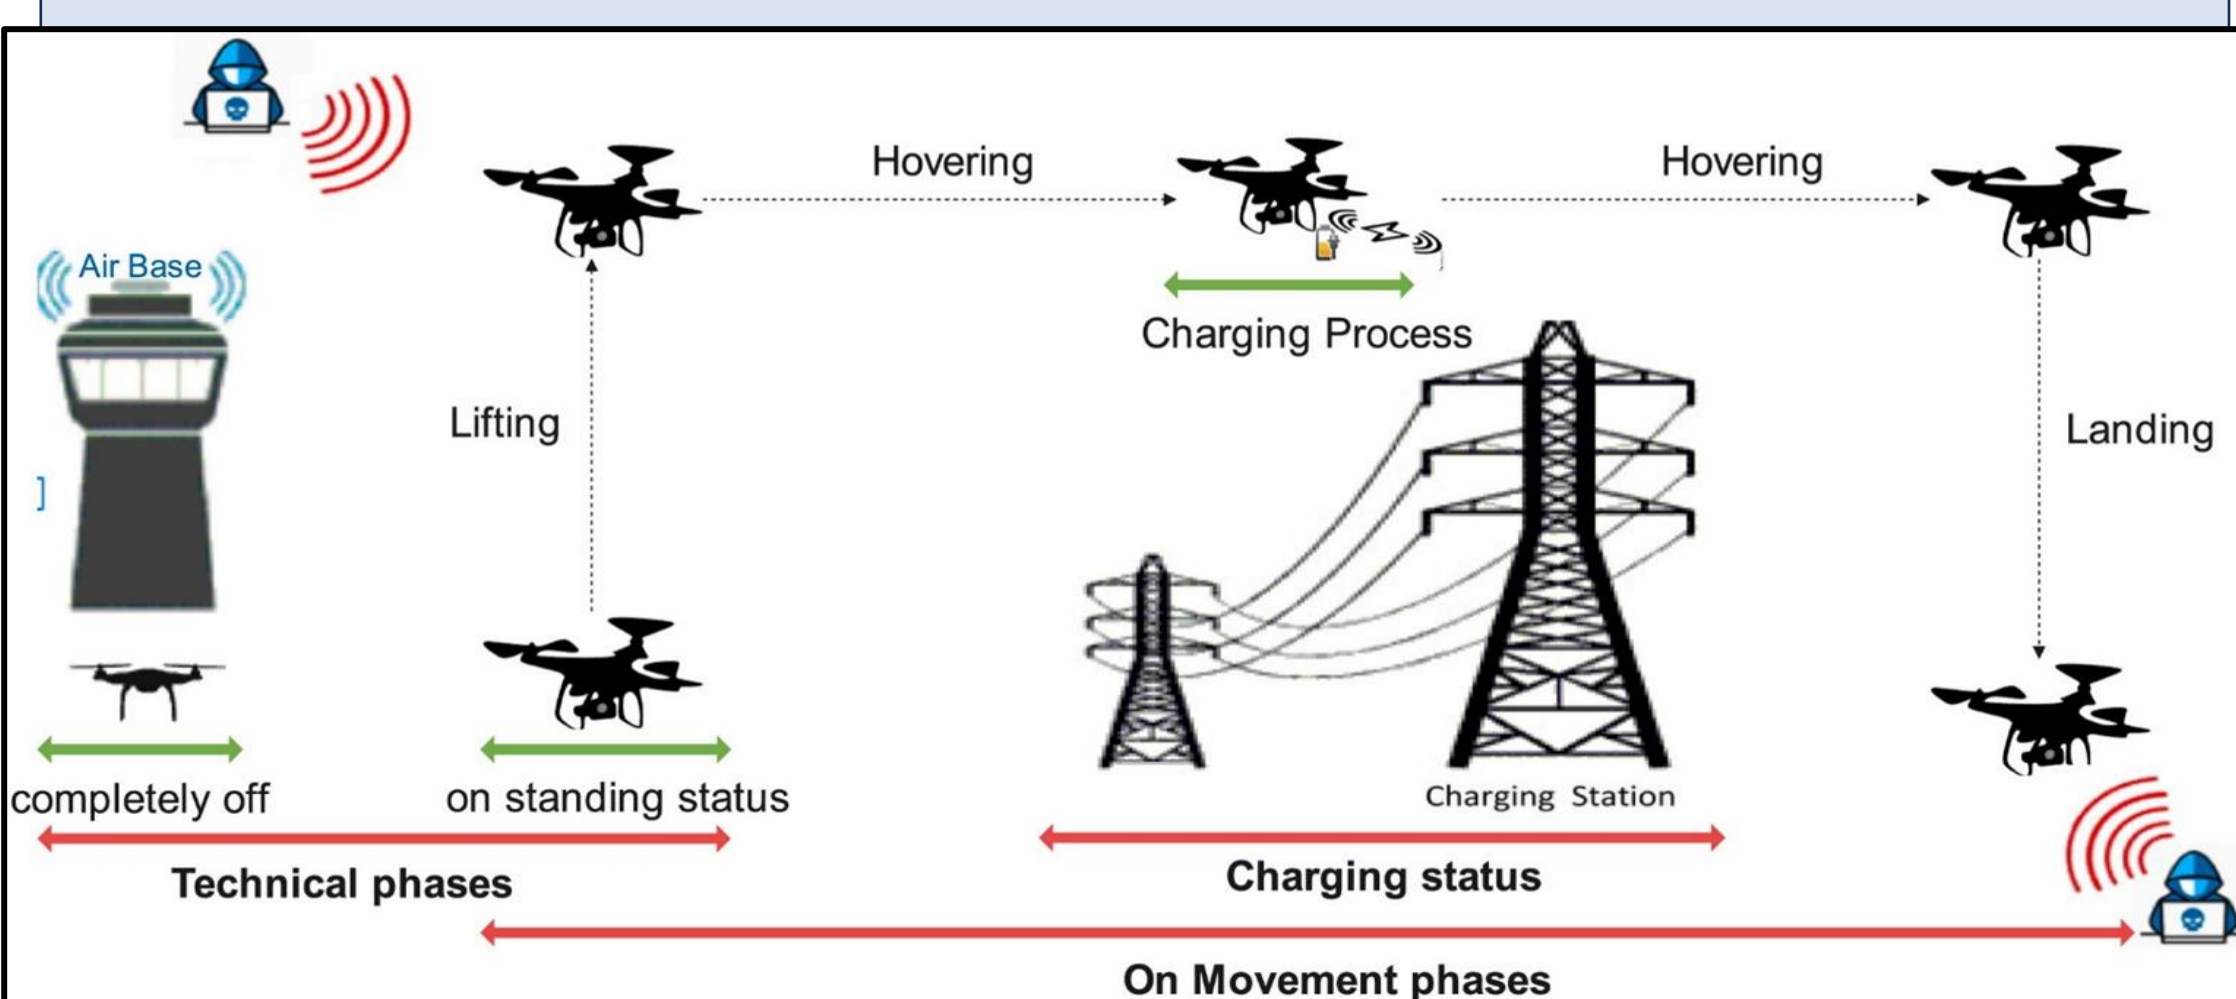 Hovering
Hovering
Air Base
Charging Process
Lifting
Landing
]
completely off
on standing status
Charging Station
Technical phases
Charging status
On Movement phases